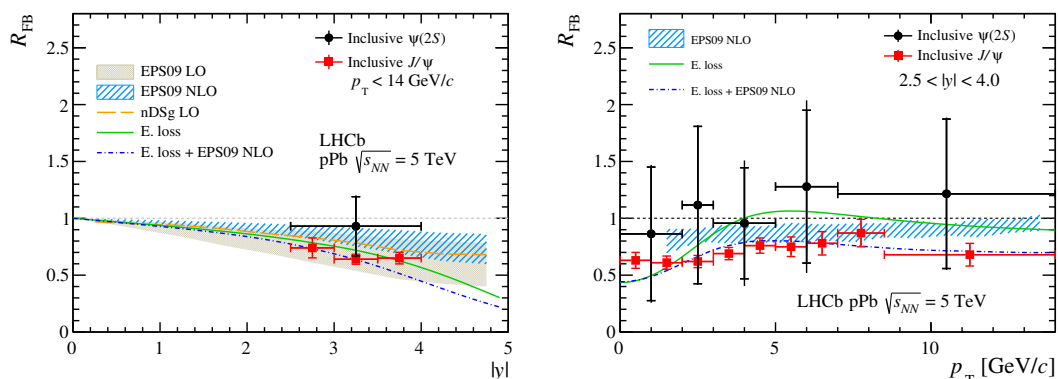 R_FB
Inclusive ψ(2S)
Inclusive J/ψ
p_T < 14 GeV/c
EPS09 LO
EPS09 NLO
nDSg LO
E. loss
E. loss + EPS09 NLO
LHCb
pPb √s_NN = 5 TeV
2.5
2
1.5
1
0.5
0
0 1 2 3 4 5
|y|
R_FB
EPS09 NLO
E. loss
E. loss + EPS09 NLO
Inclusive ψ(2S)
Inclusive J/ψ
2.5 < |y| < 4.0
LHCb pPb √s_NN = 5 TeV
2.5
2
1.5
1
0.5
0
0 5 10
p_T [GeV/c]